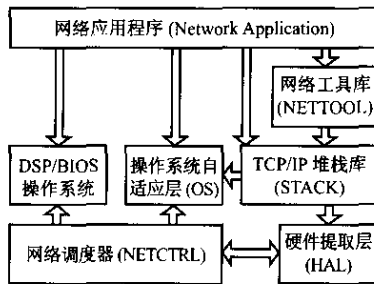 网络应用程序 (Network Application)
网络工具库
(NETTOOL)
DSP/BIOS
操作系统
操作系统自
适应层 (OS)
TCP/IP 堆栈库
(STACK)
网络调度器 (NETCTRL)
硬件提取层
(HAL)